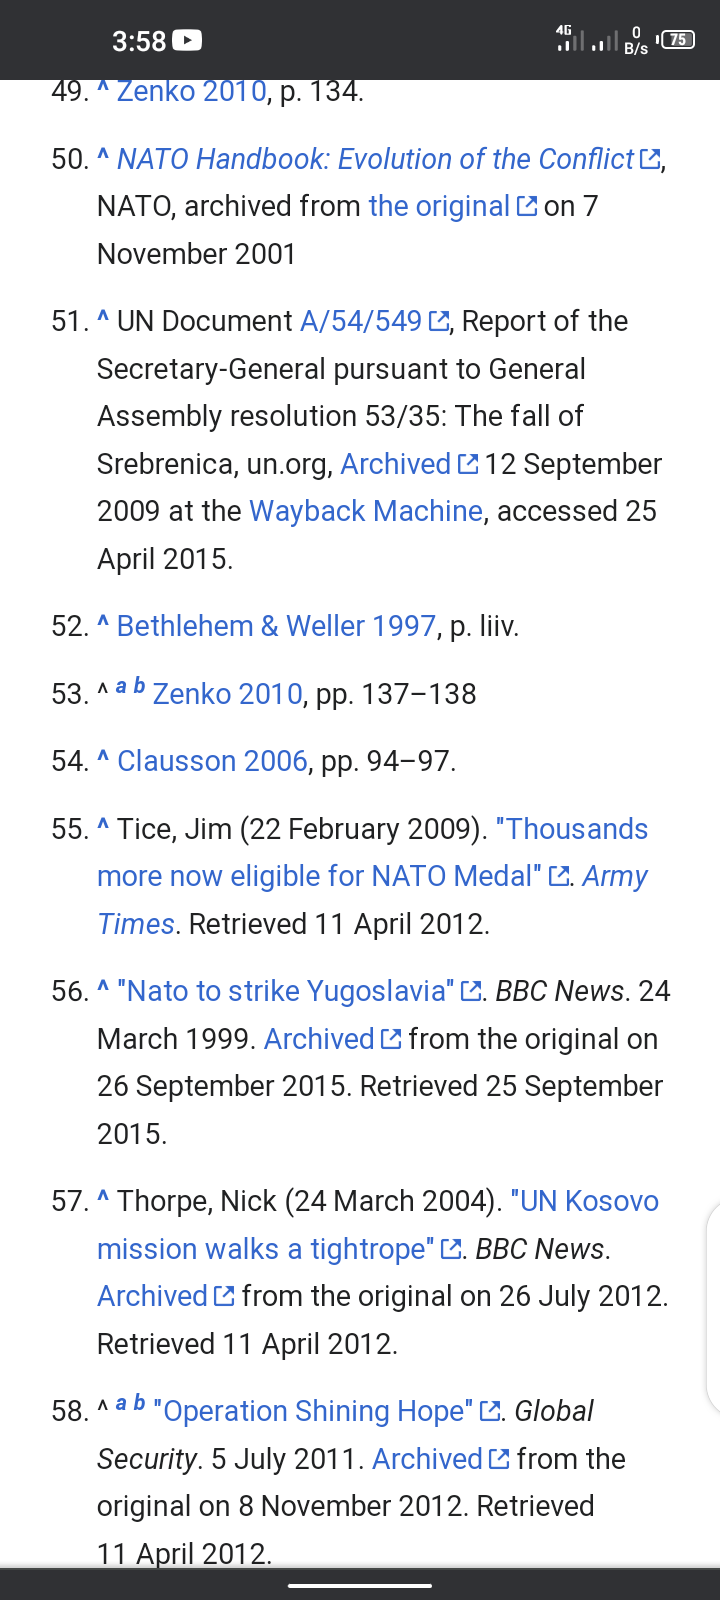 3:58
4G
0 B/s
75
49. ^ Zenko 2010, p. 134.
50. ^ NATO Handbook: Evolution of the Conflict,
NATO, archived from the original on 7
November 2001
51. ^ UN Document A/54/549, Report of the
Secretary-General pursuant to General
Assembly resolution 53/35: The fall of
Srebrenica, un.org, Archived 12 September
2009 at the Wayback Machine, accessed 25
April 2015.
52. ^ Bethlehem & Weller 1997, p. liiv.
53. ^ a b Zenko 2010, pp. 137–138
54. ^ Clausson 2006, pp. 94–97.
55. ^ Tice, Jim (22 February 2009). "Thousands
more now eligible for NATO Medal". Army
Times. Retrieved 11 April 2012.
56. ^ "Nato to strike Yugoslavia". BBC News. 24
March 1999. Archived from the original on
26 September 2015. Retrieved 25 September
2015.
57. ^ Thorpe, Nick (24 March 2004). "UN Kosovo
mission walks a tightrope". BBC News.
Archived from the original on 26 July 2012.
Retrieved 11 April 2012.
58. ^ a b "Operation Shining Hope". Global
Security. 5 July 2011. Archived from the
original on 8 November 2012. Retrieved
11 April 2012.